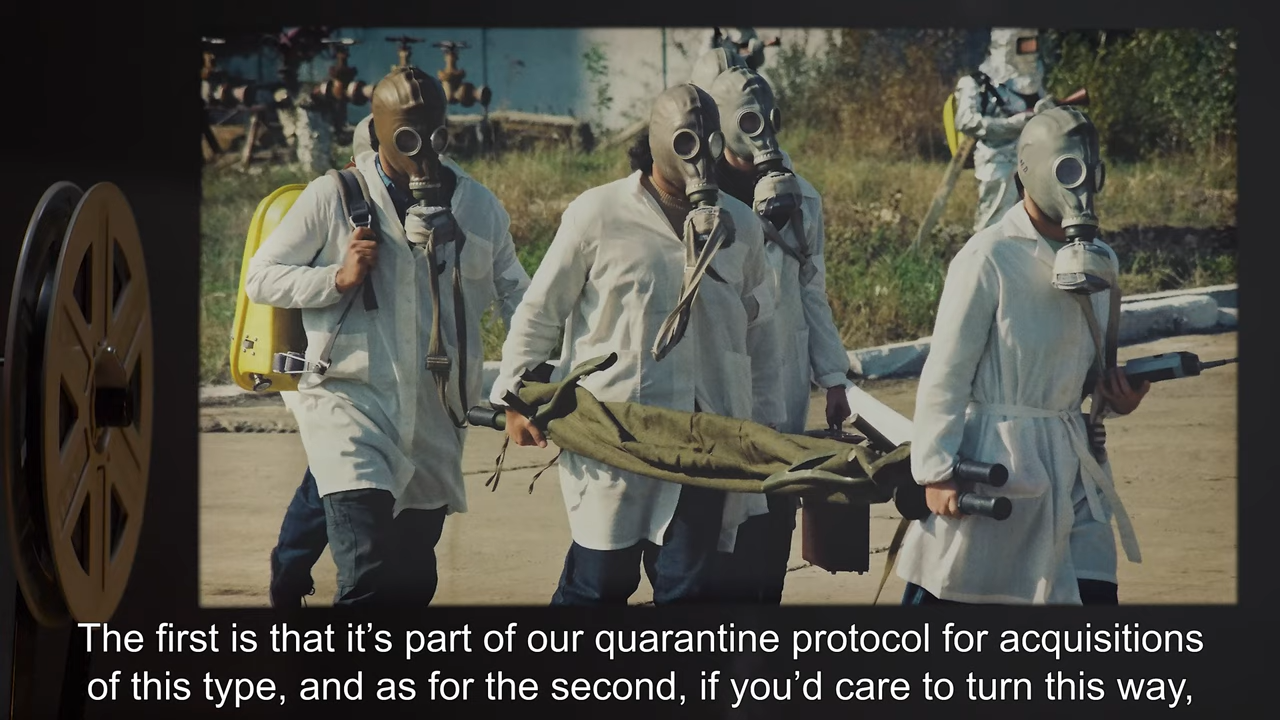 The first is that it’s part of our quarantine protocol for acquisitions
of this type, and as for the second, if you’d care to turn this way,